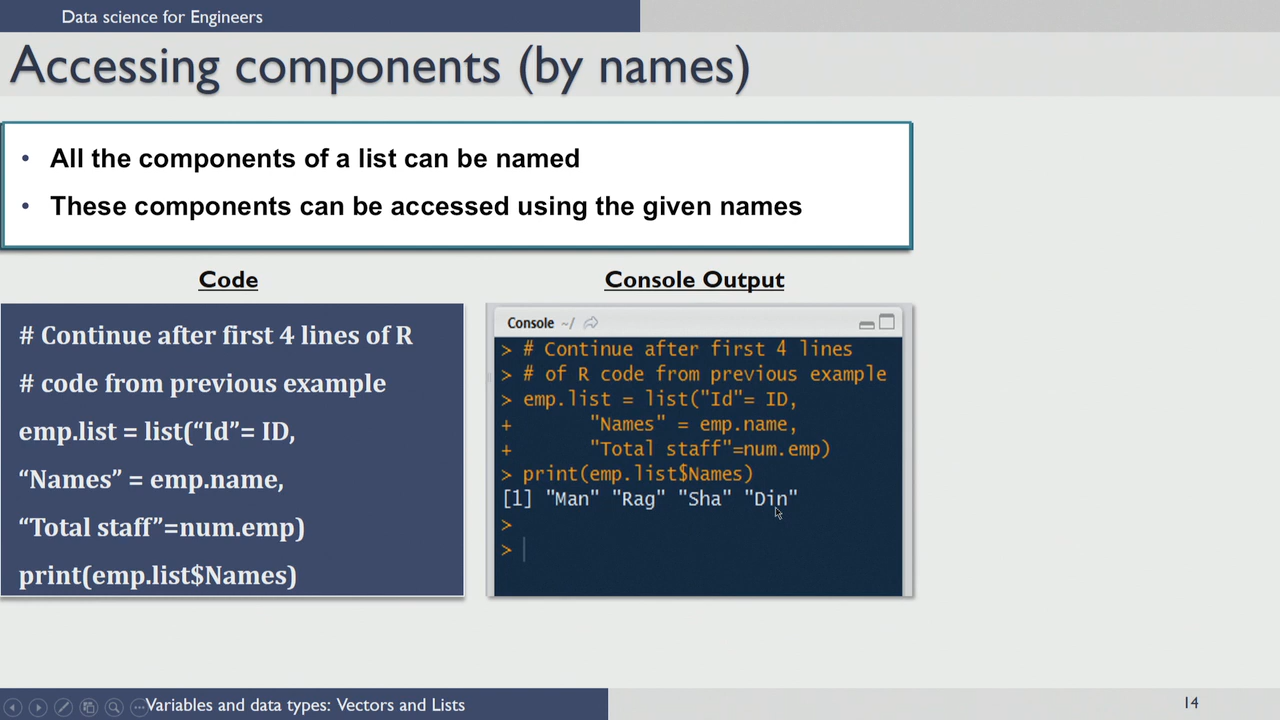 Data science for Engineers
Accessing components (by names)
• All the components of a list can be named
• These components can be accessed using the given names
Code
# Continue after first 4 lines of R
# code from previous example
emp.list = list(“Id”= ID,
“Names” = emp.name,
“Total staff”=num.emp)
print(emp.list$Names)
Console Output
Console ~/
> # Continue after first 4 lines
> # of R code from previous example
> emp.list = list("Id"= ID,
+ "Names" = emp.name,
+ "Total staff"=num.emp)
> print(emp.list$Names)
[1] "Man" "Rag" "Sha" "Din"
>
>
Variables and data types: Vectors and Lists
14